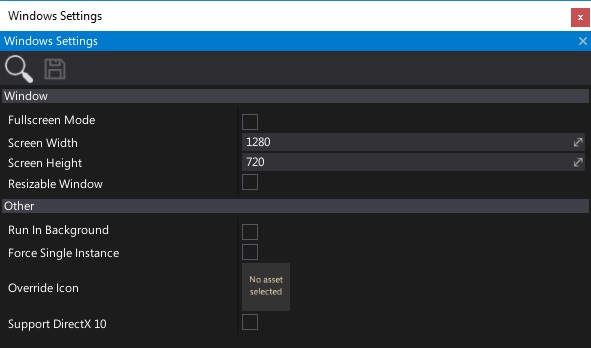 Windows Settings
x
Windows Settings
Window
Fullscreen Mode
Screen Width 1280
Screen Height 720
Resizable Window
Other
Run In Background
Force Single Instance
Override Icon
No asset
selected
Support DirectX 10